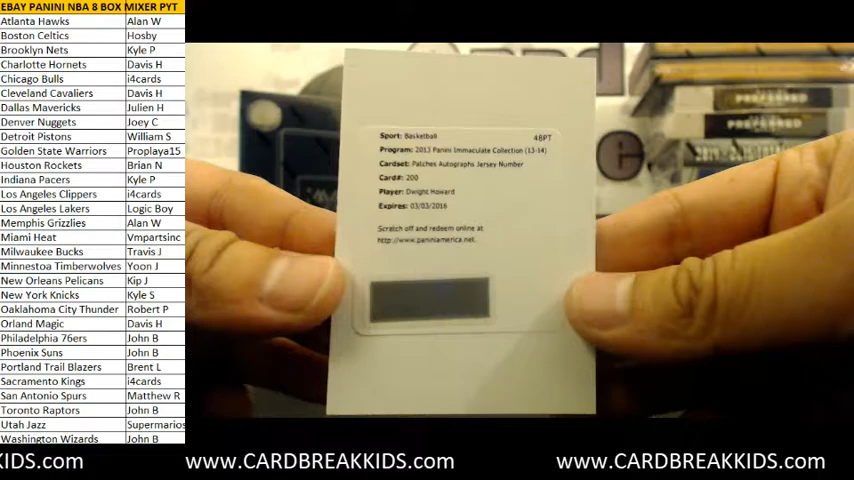 EBAY PANINI NBA 8 BOX MIXER PYT
Atlanta Hawks Alan W
Boston Celtics Hosby
Brooklyn Nets Kyle P
Charlotte Hornets Davis H
Chicago Bulls i4cards
Cleveland Cavaliers Davis H
Dallas Mavericks Julien H
Denver Nuggets Joey C
Detroit Pistons William S
Golden State Warriors Proplaya15
Houston Rockets Brian N
Indiana Pacers Kyle P
Los Angeles Clippers i4cards
Los Angeles Lakers Logic Boy
Memphis Grizzlies Alan W
Miami Heat Vmpartsinc
Milwaukee Bucks Travis J
Minnestoa Timberwolves Yoon J
New Orleans Pelicans Kip J
New York Knicks Kyle S
Oaklahoma City Thunder Robert P
Orland Magic Davis H
Philadelphia 76ers John B
Phoenix Suns John B
Portland Trail Blazers Brent L
Sacramento Kings i4cards
San Antonio Spurs Matthew R
Toronto Raptors John B
Utah Jazz Supermarios
Washington Wizards John B
Sport: Basketball 48PT
Program: 2013 Panini Immaculate Collection (13-14)
Cardset: Patches Autographs Jersey Number
Card#: 200
Player: Dwight Howard
Expires: 03/03/2016
Scratch off and redeem online at
http://www.paniniamerica.net.
PREFERRED
PREFERRED
KIDS.com www.CARDBREAKKIDS.com www.CARDBREAKKIDS.com